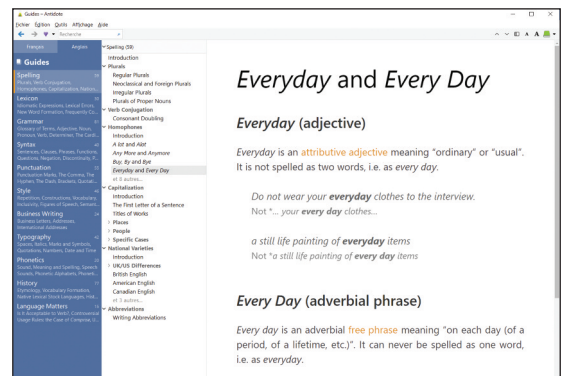 Guides – Antidote
Fichier Édition Outils Affichage Aide
Recherche
A A
Français Anglais
Guides
Spelling 59
Plurals, Verb Conjugation,
Homophones, Capitalization, Nation…
Lexicon
Idiomatic Expressions, Lexical Errors,
New Word Formation, Frequently Co…
Grammar
Glossary of Terms, Adjective, Noun,
Pronoun, Verb, Determiner, The Cardi…
Syntax
Sentences, Clauses, Phrases, Functions,
Questions, Negation, Discontinuity, F…
Punctuation
Punctuation Marks, The Comma, The
Hyphen, The Dash, Brackets, Quotat…
Style
Repetition, Constructions, Vocabulary,
Inclusivity, Figures of Speech, Semant…
Business Writing
Business Letters, Addresses,
International Addresses
Typography
Spaces, Italics, Marks and Symbols,
Quotations, Numbers, Date and Time
Phonetics
Sound, Meaning and Spelling, Speech
Sounds, Phonetic Alphabets, Phoneti…
History
Etymology, Vocabulary Formation,
Native Lexical Stock Languages, Hist…
Language Matters
Is It Acceptable to Verb?, Controversial
Usage Rules: the Case of Comprise, U…
Spelling (59)
Introduction
Plurals
Regular Plurals
Neoclassical and Foreign Plurals
Irregular Plurals
Plurals of Proper Nouns
Verb Conjugation
Consonant Doubling
Homophones
Introduction
A lot and Alot
Any More and Anymore
Buy, By and Bye
Everyday and Every Day
et 8 autres…
Capitalization
Introduction
The First Letter of a Sentence
Titles of Works
Places
People
Specific Cases
National Varieties
Introduction
UK/US Differences
British English
American English
Canadian English
et 3 autres…
Abbreviations
Writing Abbreviations
Everyday and Every Day
Everyday (adjective)
Everyday is an attributive adjective meaning “ordinary” or “usual”.
It is not spelled as two words, i.e. as every day.
Do not wear your everyday clothes to the interview.
Not *… your every day clothes…
a still life painting of everyday items
Not *a still life painting of every day items
Every Day (adverbial phrase)
Every day is an adverbial free phrase meaning “on each day (of a
period, of a lifetime, etc.)”. It can never be spelled as one word,
i.e. as everyday.